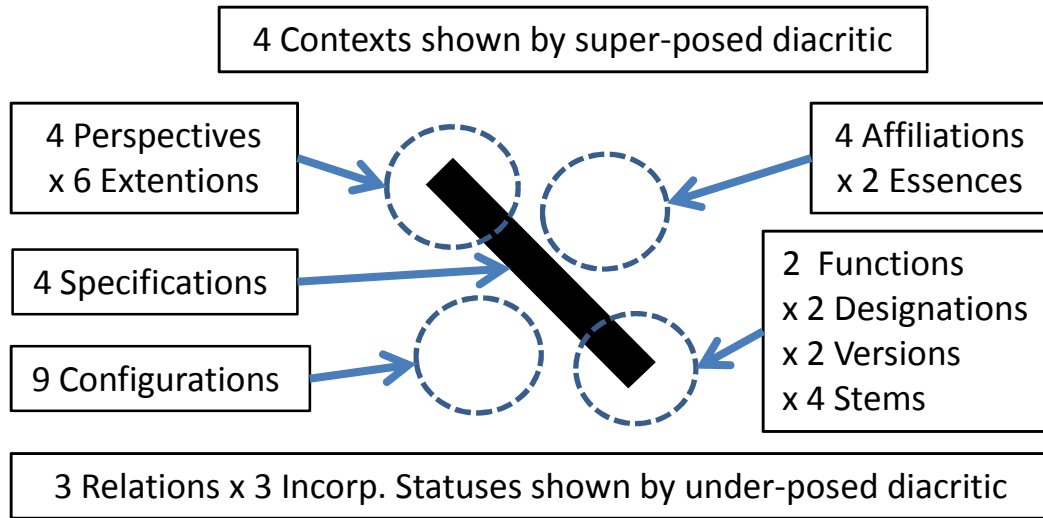 4 Contexts shown by super-posed diacritic
4 Perspectives
x 6 Extentions
4 Affiliations
x 2 Essences
4 Specifications
2 Functions
x 2 Designations
x 2 Versions
x 4 Stems
9 Configurations
3 Relations x 3 Incorp. Statuses shown by under-posed diacritic